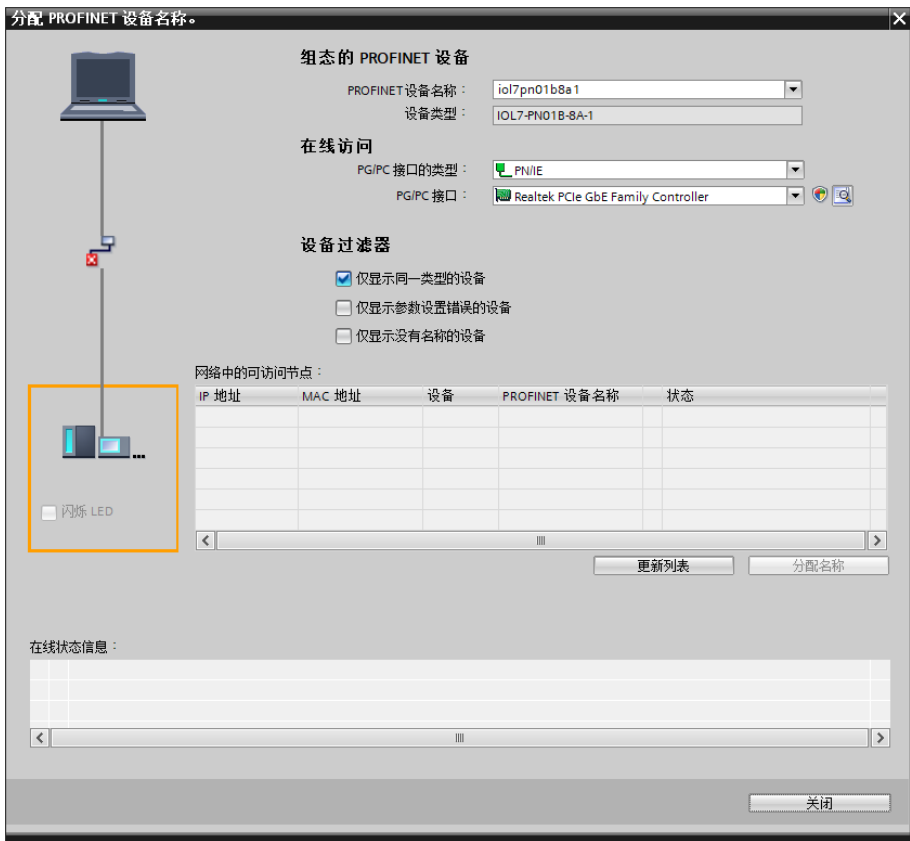 分配 PROFINET 设备名称。
组态的 PROFINET 设备
PROFINET设备名称：
iol7pn01b8a1
设备类型：
IOL7-PN01B-8A-1
在线访问
PG/PC 接口的类型：
PN/IE
PG/PC 接口：
Realtek PCIe GbE Family Controller
设备过滤器
仅显示同一类型的设备
仅显示参数设置错误的设备
仅显示没有名称的设备
网络中的可访问节点：
IP 地址 MAC 地址 设备 PROFINET 设备名称 状态
闪烁 LED
更新列表 分配名称
在线状态信息：
关闭